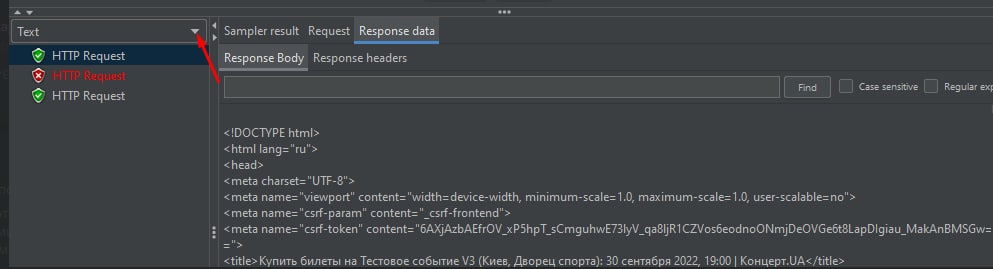 Text
HTTP Request
HTTP Request
HTTP Request
Sampler result Request Response data
Response Body Response headers
Find Case sensitive Regular exp
<!DOCTYPE html>
<html lang="ru">
<head>
<meta charset="UTF-8">
<meta name="viewport" content="width=device-width, minimum-scale=1.0, maximum-scale=1.0, user-scalable=no">
<meta name="csrf-param" content="_csrf-frontend">
<meta name="csrf-token" content="6AXjAzbAEfrOV_xP5hpT_sCmguhwE73IyV_qa8ljR1CZVos6eodnoONmjDeOVGe6t8LapDIgiau_MakAnBMSGw=
=">
<title>Купить билеты на Тестовое событие V3 (Киев, Дворец спорта): 30 сентября 2022, 19:00 | Концерт.UA</title>